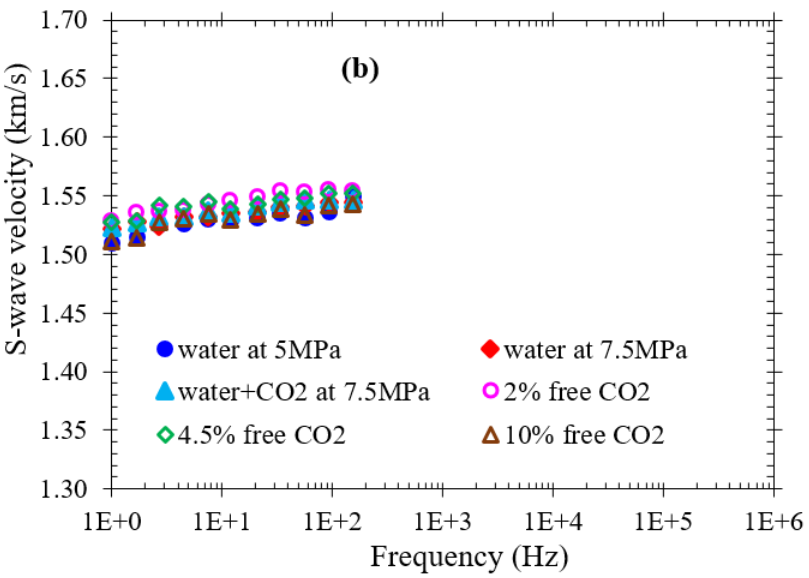 1.70
(b)
1.65
1.60
1.55
1.50
1.45
1.40
1.35
1.30
S-wave velocity (km/s)
water at 5MPa
water at 7.5MPa
water+CO2 at 7.5MPa
2% free CO2
4.5% free CO2
10% free CO2
1E+0 1E+1 1E+2 1E+3 1E+4 1E+5 1E+6
Frequency (Hz)